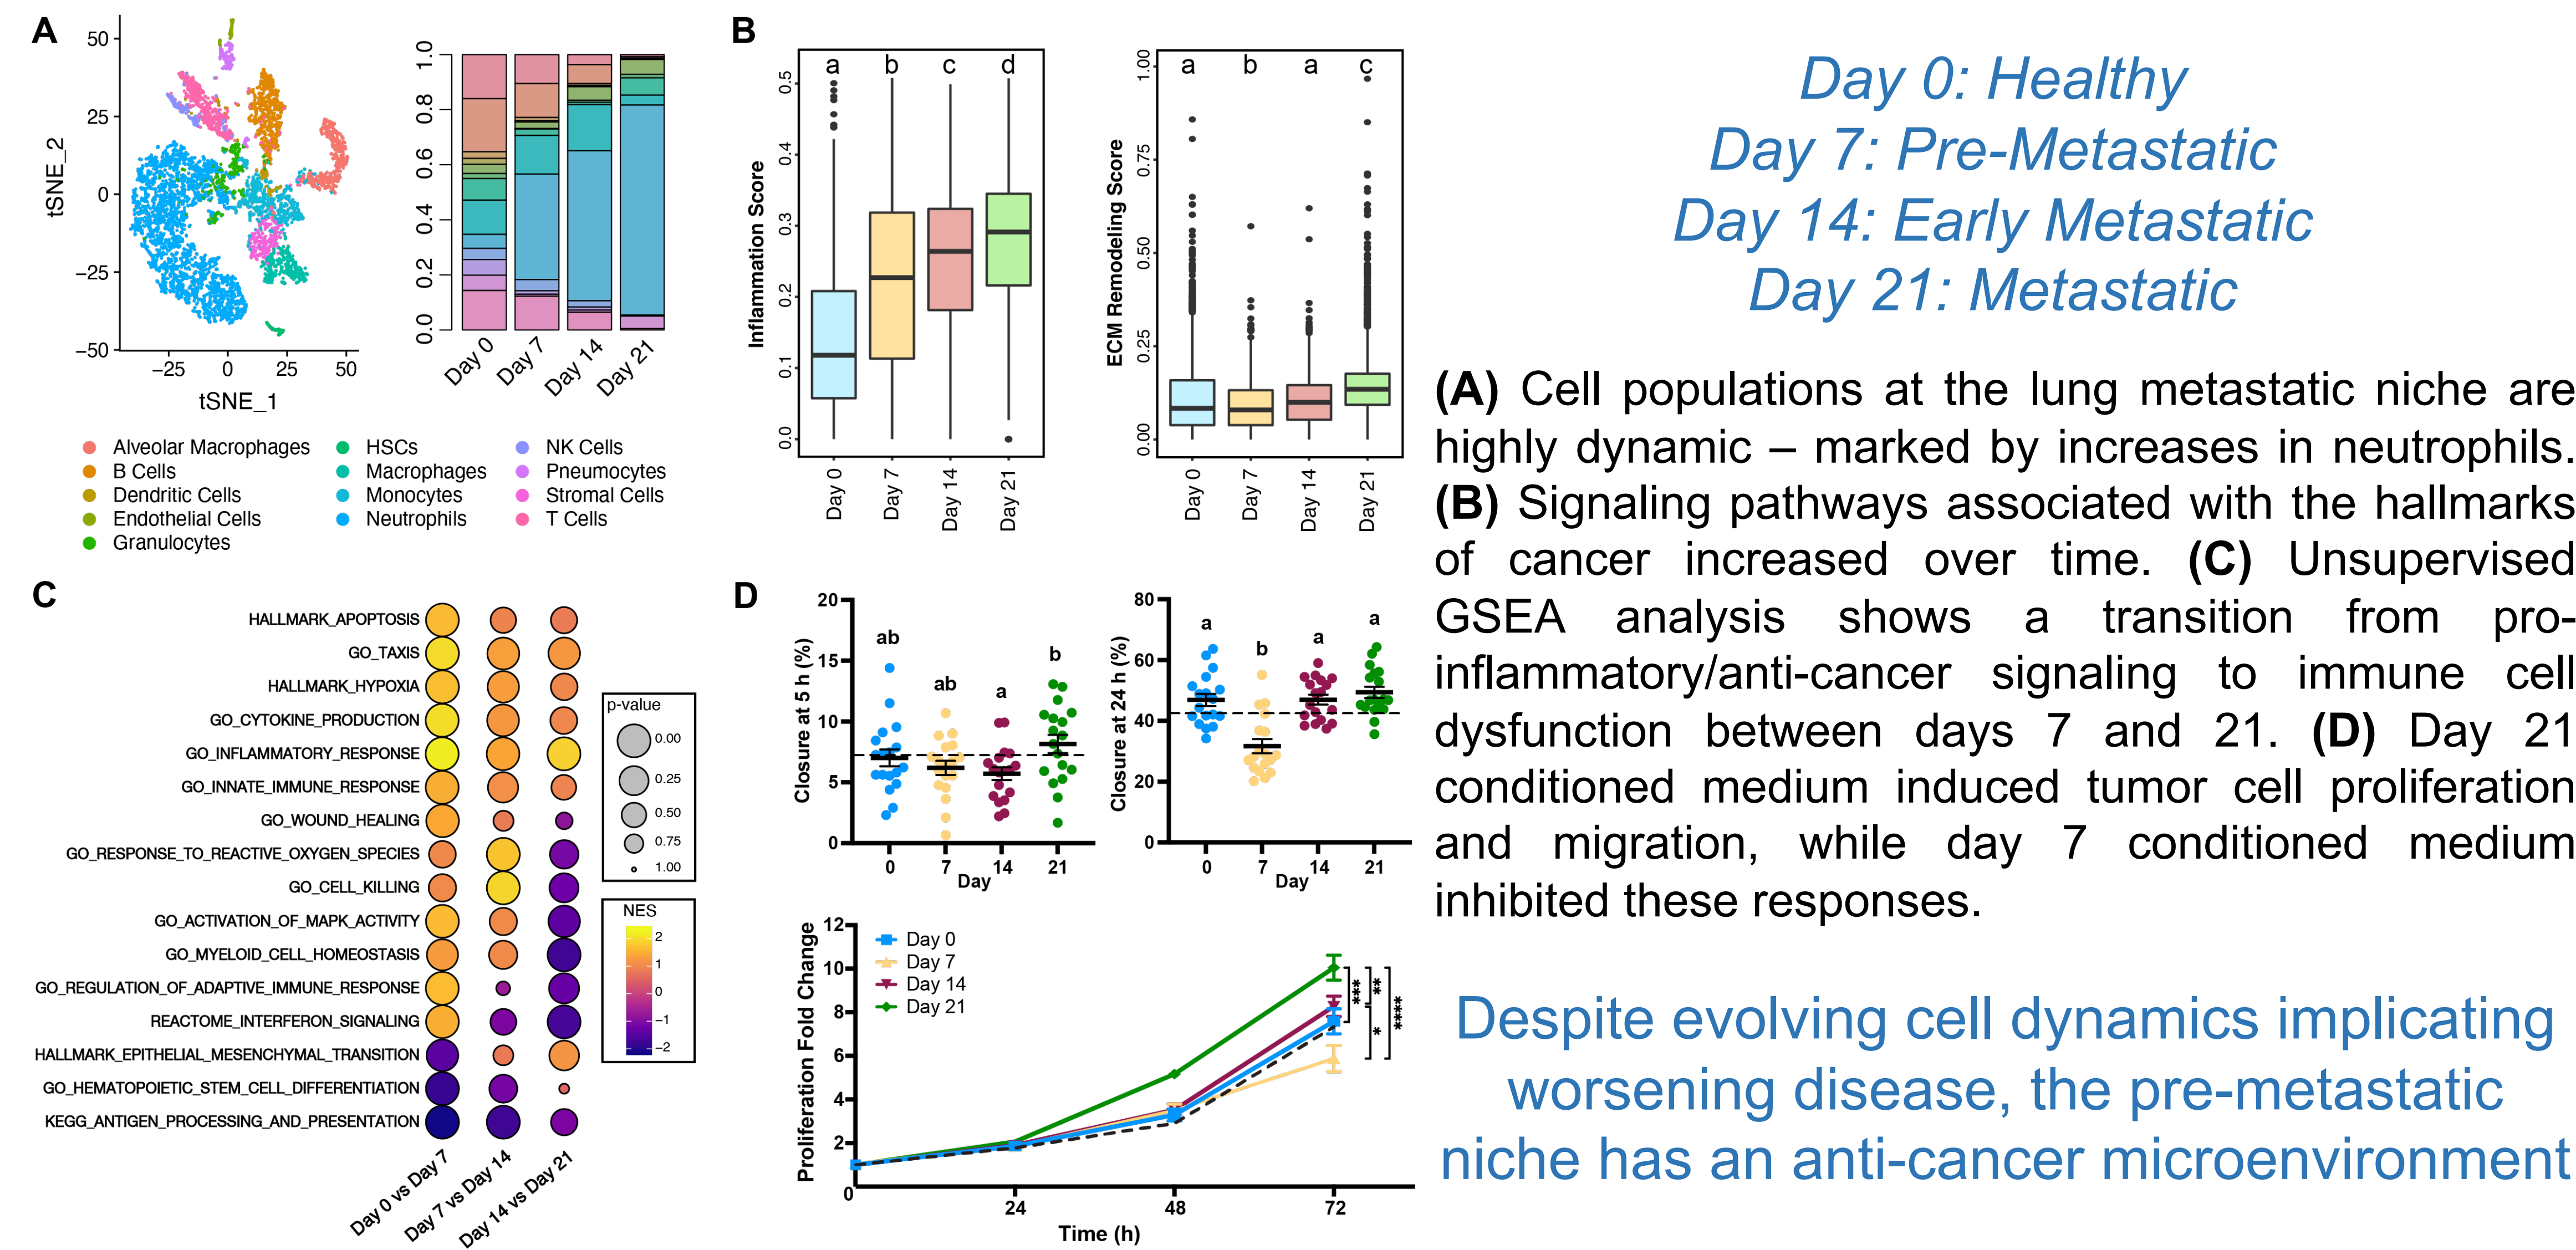 A
50
25
0
−25
−50
tSNE_2
−25
0
25
50
tSNE_1
1.0
0.8
0.6
0.4
0.2
0.0
Day 0
Day 7
Day 14
Day 21
Alveolar Macrophages
B Cells
Dendritic Cells
Endothelial Cells
Granulocytes
HSCs
Macrophages
Monocytes
Neutrophils
NK Cells
Pneumocytes
Stromal Cells
T Cells
B
Inflammation Score
0.5
0.4
0.3
0.2
0.1
0.0
a
b
c
d
Day 0
Day 7
Day 14
Day 21
ECM Remodeling Score
1.00
0.75
0.50
0.25
0.00
a
b
a
c
Day 0
Day 7
Day 14
Day 21
C
HALLMARK_APOPTOSIS
GO_TAXIS
HALLMARK_HYPOXIA
GO_CYTOKINE_PRODUCTION
GO_INFLAMMATORY_RESPONSE
GO_INNATE_IMMUNE_RESPONSE
GO_WOUND_HEALING
GO_RESPONSE_TO_REACTIVE_OXYGEN_SPECIES
GO_CELL_KILLING
GO_ACTIVATION_OF_MAPK_ACTIVITY
GO_MYELOID_CELL_HOMEOSTASIS
GO_REGULATION_OF_ADAPTIVE_IMMUNE_RESPONSE
REACTOME_INTERFERON_SIGNALING
HALLMARK_EPITHELIAL_MESENCHYMAL_TRANSITION
GO_HEMATOPOIETIC_STEM_CELL_DIFFERENTIATION
KEGG_ANTIGEN_PROCESSING_AND_PRESENTATION
Day 0 vs Day 7
Day 7 vs Day 14
Day 14 vs Day 21
p-value
0.00
0.25
0.50
0.75
1.00
NES
2
1
0
−1
−2
D
Closure at 5 h (%)
20
15
10
5
0
ab
ab
a
b
0
7
14
21
Day
Closure at 24 h (%)
80
60
40
20
0
a
b
a
a
0
7
14
21
Day
Proliferation Fold Change
12
10
8
6
4
2
0
24
48
72
Time (h)
Day 0
Day 7
Day 14
Day 21
***
**
*
****
Day 0: Healthy
Day 7: Pre-Metastatic
Day 14: Early Metastatic
Day 21: Metastatic
(A) Cell populations at the lung metastatic niche are
highly dynamic – marked by increases in neutrophils.
(B) Signaling pathways associated with the hallmarks
of cancer increased over time. (C) Unsupervised
GSEA analysis shows a transition from pro-
inflammatory/anti-cancer signaling to immune cell
dysfunction between days 7 and 21. (D) Day 21
conditioned medium induced tumor cell proliferation
and migration, while day 7 conditioned medium
inhibited these responses.
Despite evolving cell dynamics implicating
worsening disease, the pre-metastatic
niche has an anti-cancer microenvironment